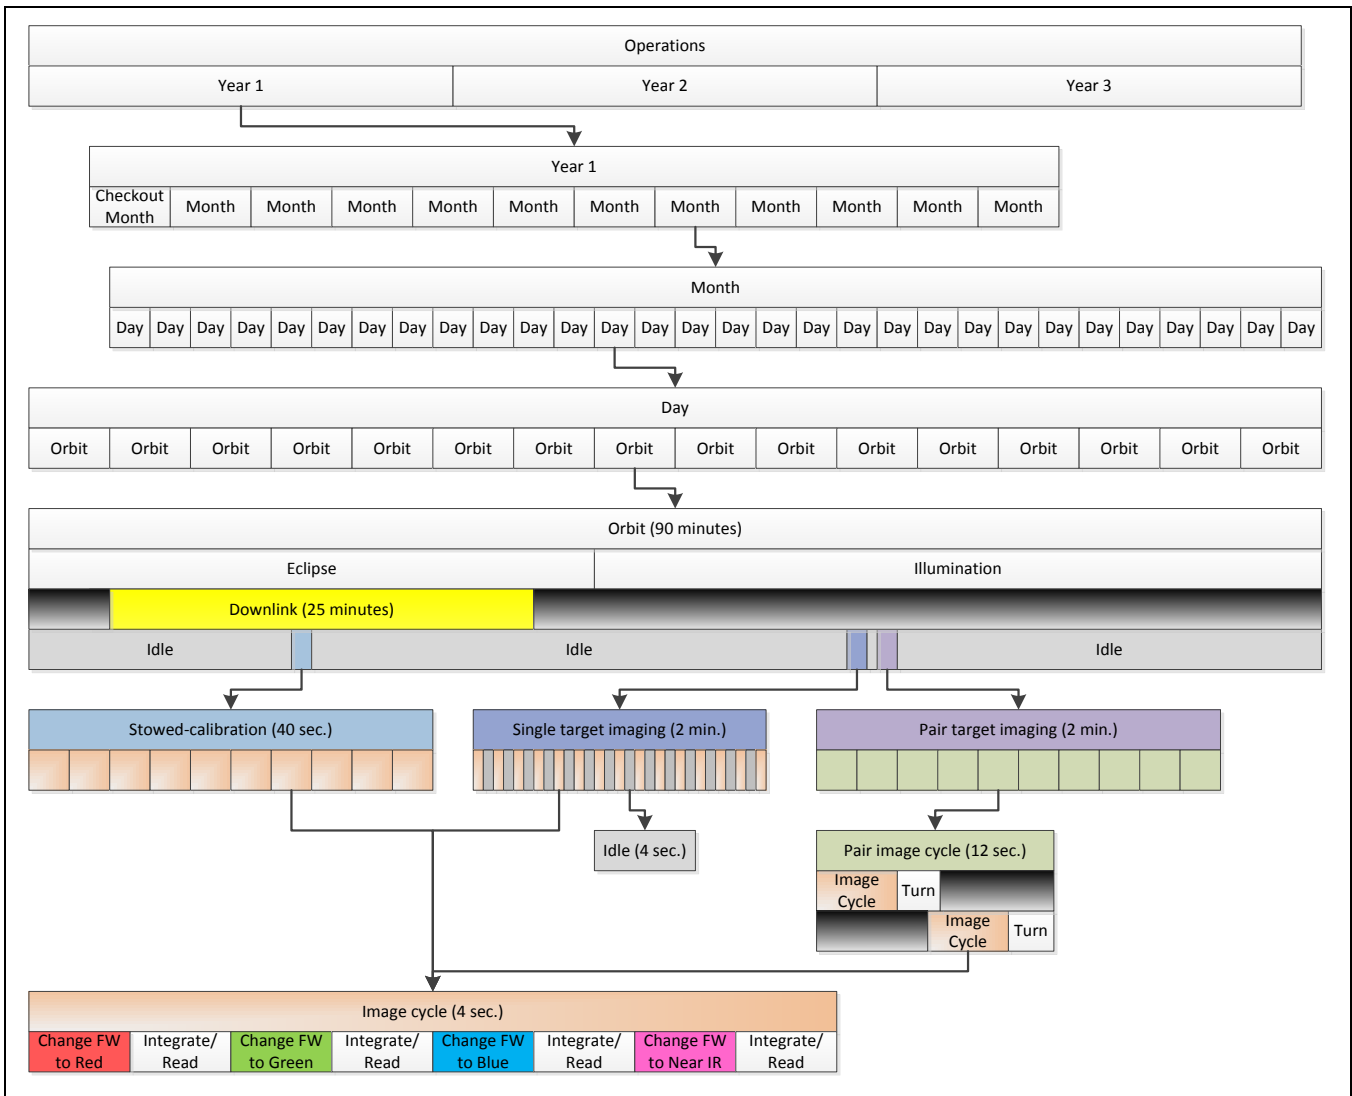 Operations
Year 1 Year 2 Year 3
Year 1
Checkout
Month Month Month Month Month Month Month Month Month Month Month Month
Month
Day Day Day Day Day Day Day Day Day Day Day Day Day Day Day Day Day Day Day Day Day Day Day Day Day Day Day Day Day Day
Day
Orbit Orbit Orbit Orbit Orbit Orbit Orbit Orbit Orbit Orbit Orbit Orbit Orbit Orbit Orbit Orbit
Orbit (90 minutes)
Eclipse Illumination
Downlink (25 minutes)
Idle Idle Idle
Stowed-calibration (40 sec.) Single target imaging (2 min.) Pair target imaging (2 min.)
Idle (4 sec.) Pair image cycle (12 sec.)
Image
Cycle Turn
Image
Cycle Turn
Image cycle (4 sec.)
Change FW Integrate/ Change FW Integrate/ Change FW Integrate/ Change FW Integrate/
to Red Read to Green Read to Blue Read to Near IR Read